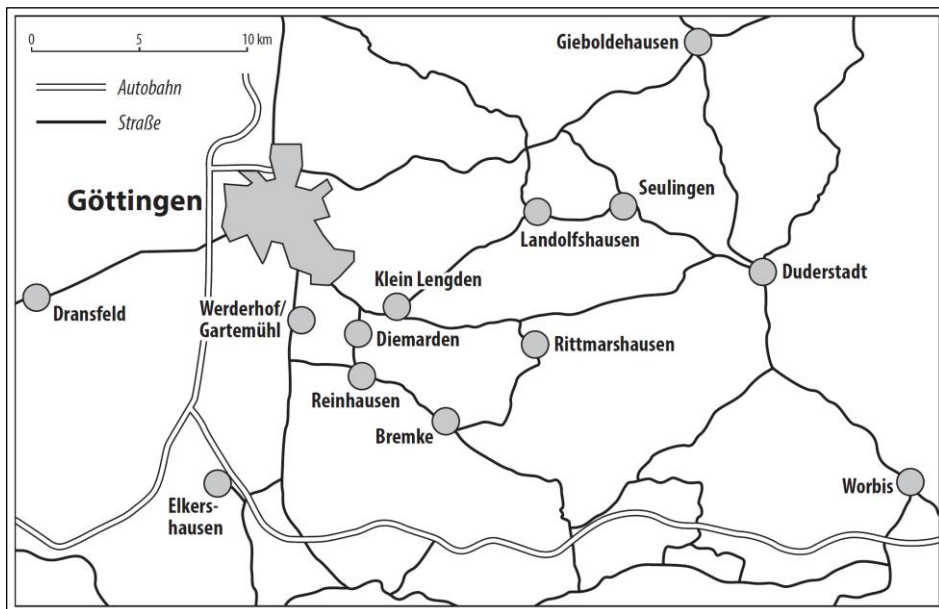 0 5 10 km
Autobahn
Straße
Gieboldehausen
Göttingen
Seulingen
Landolfshausen
Duderstadt
Klein Lengden
Dransfeld
Werderhof/
Gartemühl
Diemarden
Rittmarshausen
Reinhausen
Bremke
Elkers-
hausen
Worbis